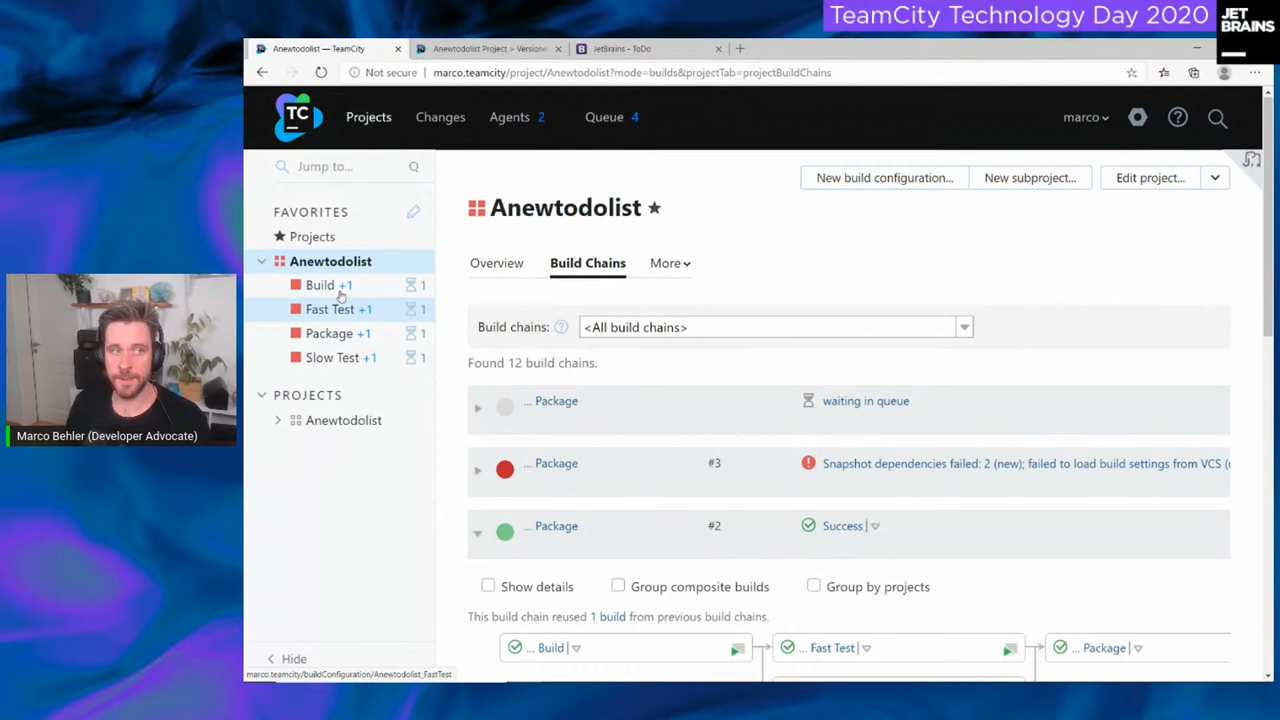 TeamCity Technology Day 2020
JET
BRAINS
Anewtodolist — TeamCity
Anewtodolist Project > Versione
JetBrains - ToDo
Not secure
marco.teamcity/project/Anewtodolist?mode=builds&projectTab=projectBuildChains
TC
Projects
Changes
Agents 2
Queue 4
marco
Jump to...
Q
New build configuration...
New subproject...
Edit project...
FAVORITES
Projects
Anewtodolist
Build +1
1
Fast Test +1
1
Package +1
1
Slow Test +1
1
PROJECTS
Anewtodolist
Hide
marco.teamcity/buildConfiguration/Anewtodolist_FastTest
Anewtodolist
Overview
Build Chains
More
Build chains: ?
<All build chains>
Found 12 build chains.
... Package
waiting in queue
... Package
#3
Snapshot dependencies failed: 2 (new); failed to load build settings from VCS (
... Package
#2
Success
Show details
Group composite builds
Group by projects
This build chain reused 1 build from previous build chains.
... Build
... Fast Test
... Package
Marco Behler (Developer Advocate)